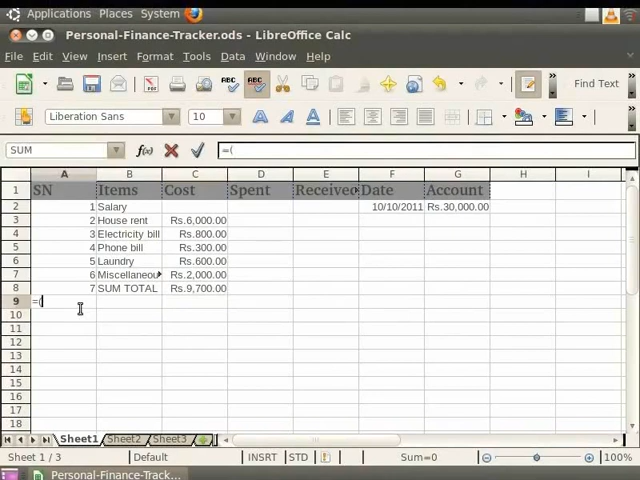 Applications Places System
Personal-Finance-Tracker.ods - LibreOffice Calc
File Edit View Insert Format Tools Data Window Help
ABC ABC PDF Find Text
Liberation Sans 10 A A A
SUM f(x) =(
A B C D E F G H I
1 SN Items Cost Spent Received Date Account
2 1 Salary 10/10/2011 Rs.30,000.00
3 2 House rent Rs.6,000.00
4 3 Electricity bill Rs.800.00
5 4 Phone bill Rs.300.00
6 5 Laundry Rs.600.00
7 6 Miscellaneou Rs.2,000.00
8 7 SUM TOTAL Rs.9,700.00
9 =(
10
11
12
13
14
15
16
17
18
Sheet1 Sheet2 Sheet3
Sheet 1 / 3 Default INSRT STD Sum=0 100%
Personal-Finance-Track...